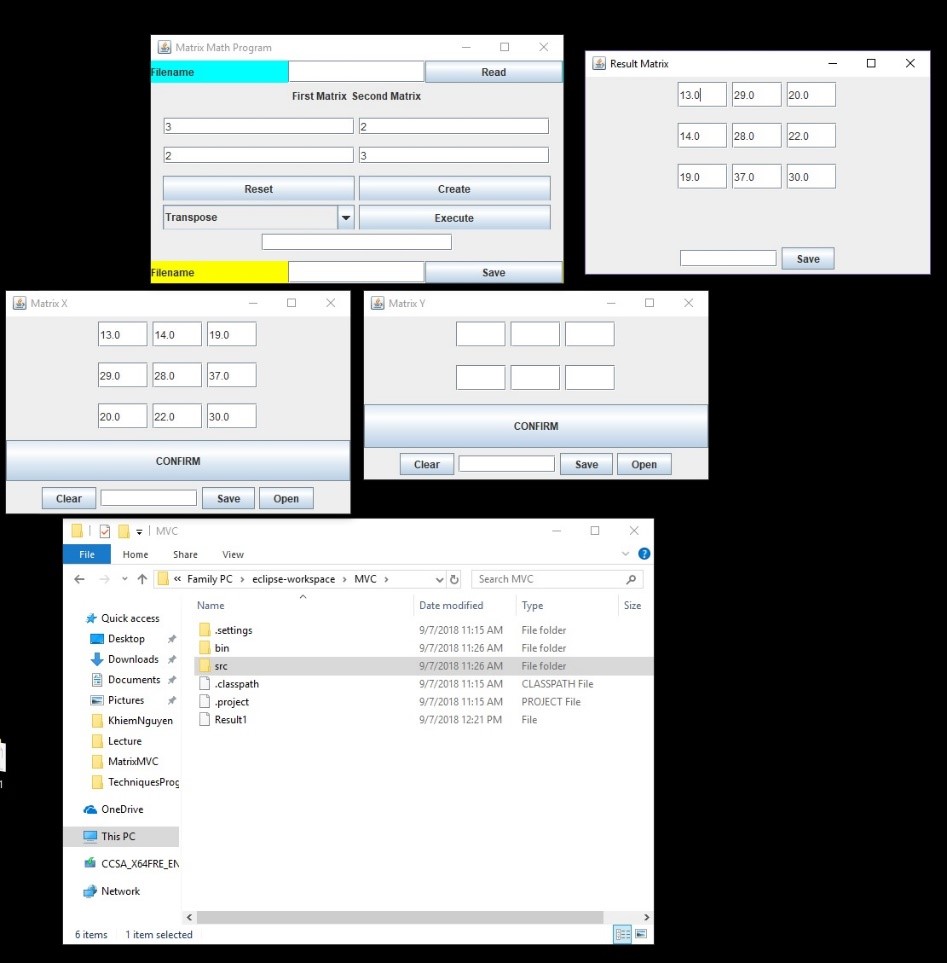 Matrix Math Program
Filename Read
First Matrix Second Matrix
3 2
2 3
Reset Create
Transpose Execute
Filename Save
Result Matrix
13.0 29.0 20.0
14.0 28.0 22.0
19.0 37.0 30.0
Save
Matrix X
13.0 14.0 19.0
29.0 28.0 37.0
20.0 22.0 30.0
CONFIRM
Clear Save Open
Matrix Y
CONFIRM
Clear Save Open
MVC
File Home Share View
« Family PC > eclipse-workspace > MVC > Search MVC
Name Date modified Type Size
Quick access
Desktop
Downloads
Documents
Pictures
KhiemNguyen
Lecture
MatrixMVC
TechniquesProg
OneDrive
This PC
CCSA_X64FRE_EN
Network
.settings 9/7/2018 11:15 AM File folder
bin 9/7/2018 11:26 AM File folder
src 9/7/2018 11:26 AM File folder
.classpath 9/7/2018 11:15 AM CLASSPATH File
.project 9/7/2018 11:15 AM PROJECT File
Result1 9/7/2018 12:21 PM File
6 items 1 item selected
1